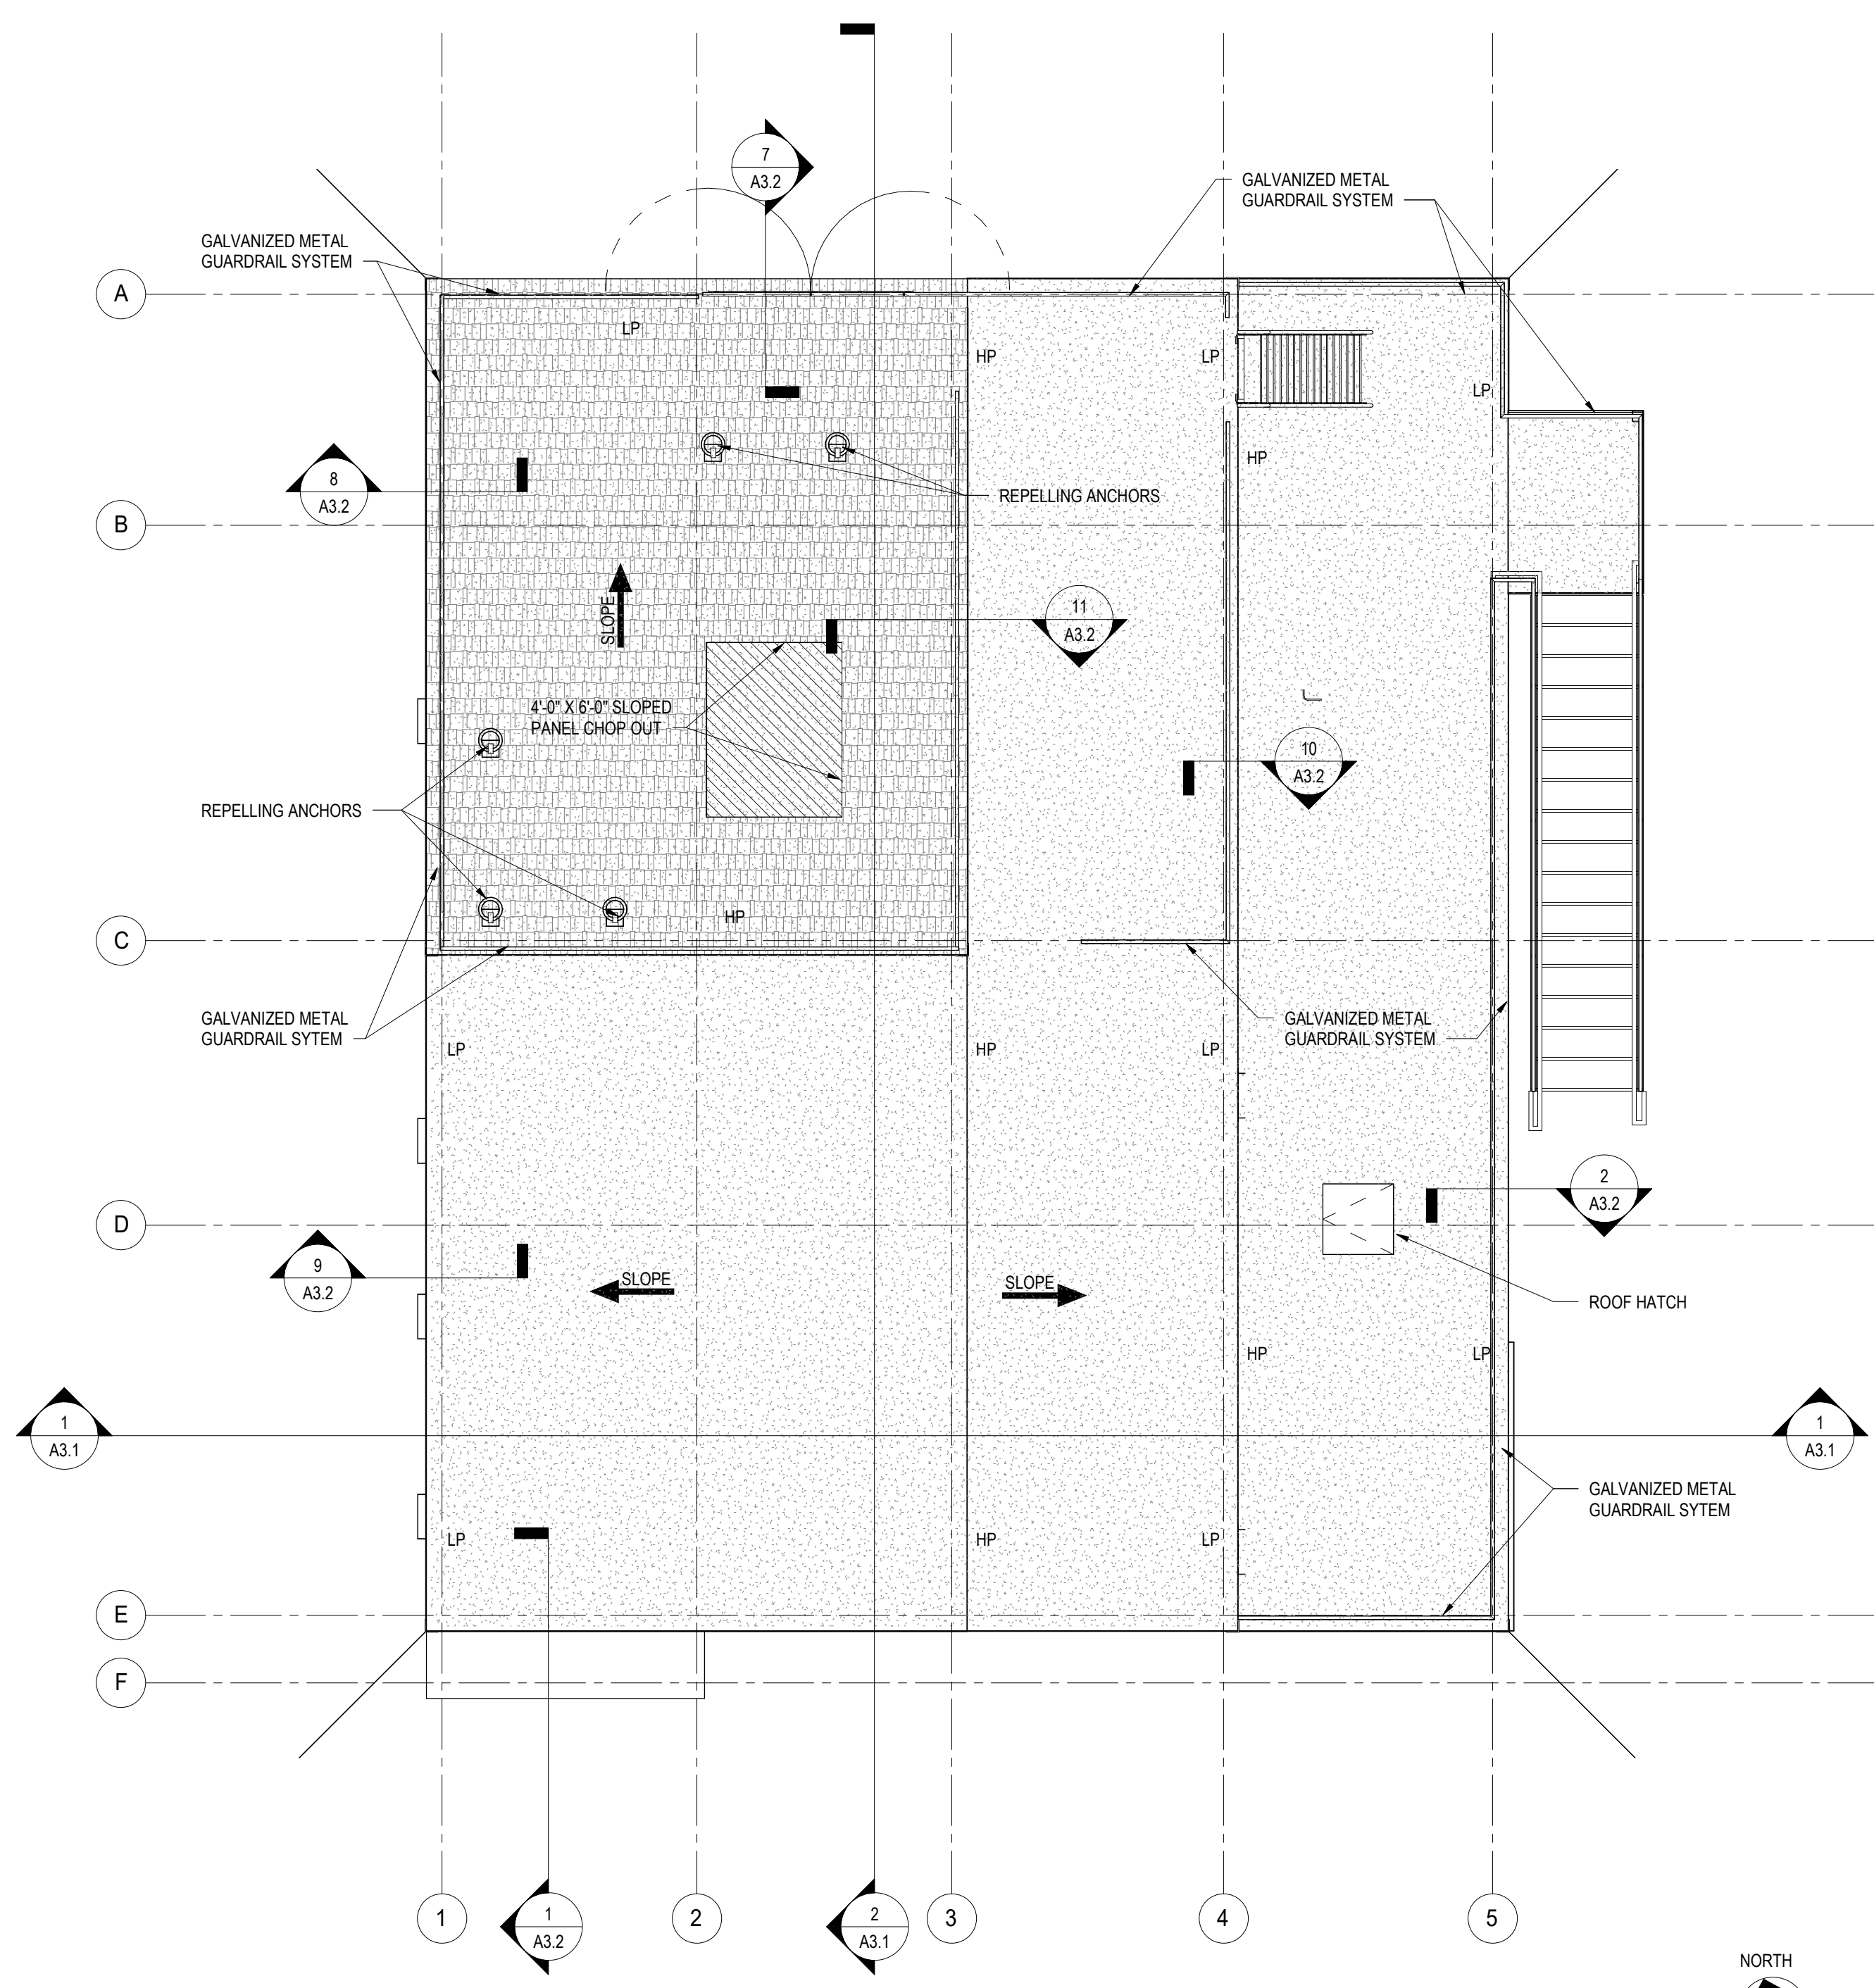 7
A3.2
GALVANIZED METAL
GUARDRAIL SYSTEM
GALVANIZED METAL
GUARDRAIL SYSTEM
A
LP
HP
LP
LP
HP
8
A3.2
REPELLING ANCHORS
B
SLOPE
11
A3.2
4'-0" X 6'-0" SLOPED
PANEL CHOP OUT
10
A3.2
REPELLING ANCHORS
HP
C
GALVANIZED METAL
GUARDRAIL SYTEM
GALVANIZED METAL
GUARDRAIL SYSTEM
LP
HP
LP
2
A3.2
D
9
A3.2
SLOPE
SLOPE
ROOF HATCH
HP
LP
1
A3.1
1
A3.1
GALVANIZED METAL
GUARDRAIL SYTEM
LP
HP
LP
E
F
1
1
A3.2
2
2
A3.1
3
4
5
NORTH